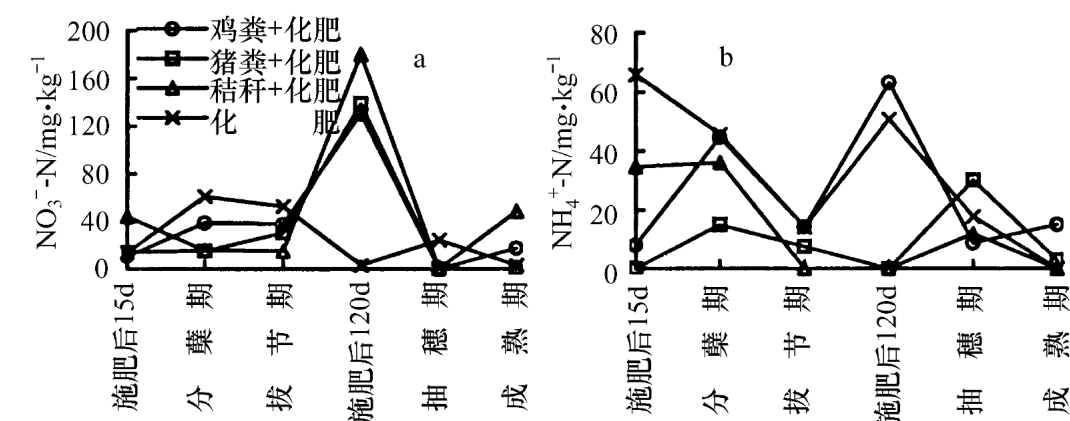 NO₃⁻-N/mg·kg⁻¹
200
160
120
80
40
0
鸡粪+化肥
猪粪+化肥
秸秆+化肥
化 肥
a
施肥后15d
分蘖期
拔节期
施肥后120d
抽穗期
成熟期
NH₄⁺-N/mg·kg⁻¹
80
60
40
20
0
b
施肥后15d
分蘖期
拔节期
施肥后120d
抽穗期
成熟期